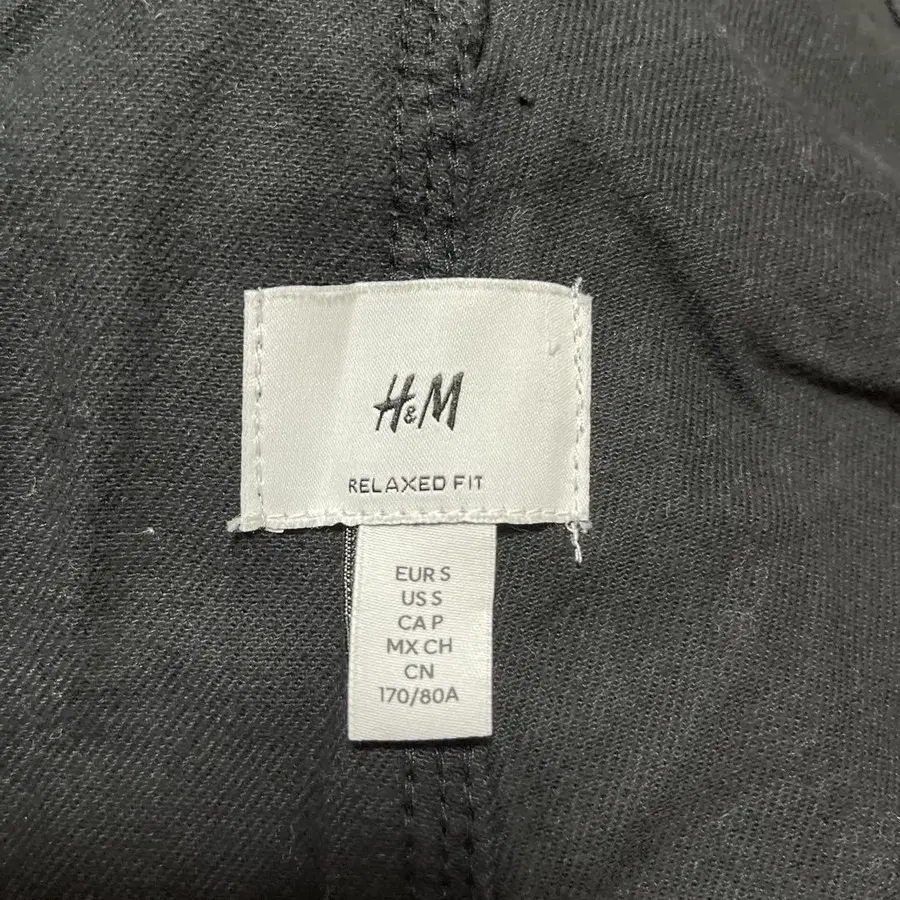 H&M
RELAXED FIT
EUR S
US S
CA P
MX CH
CN
170/80A